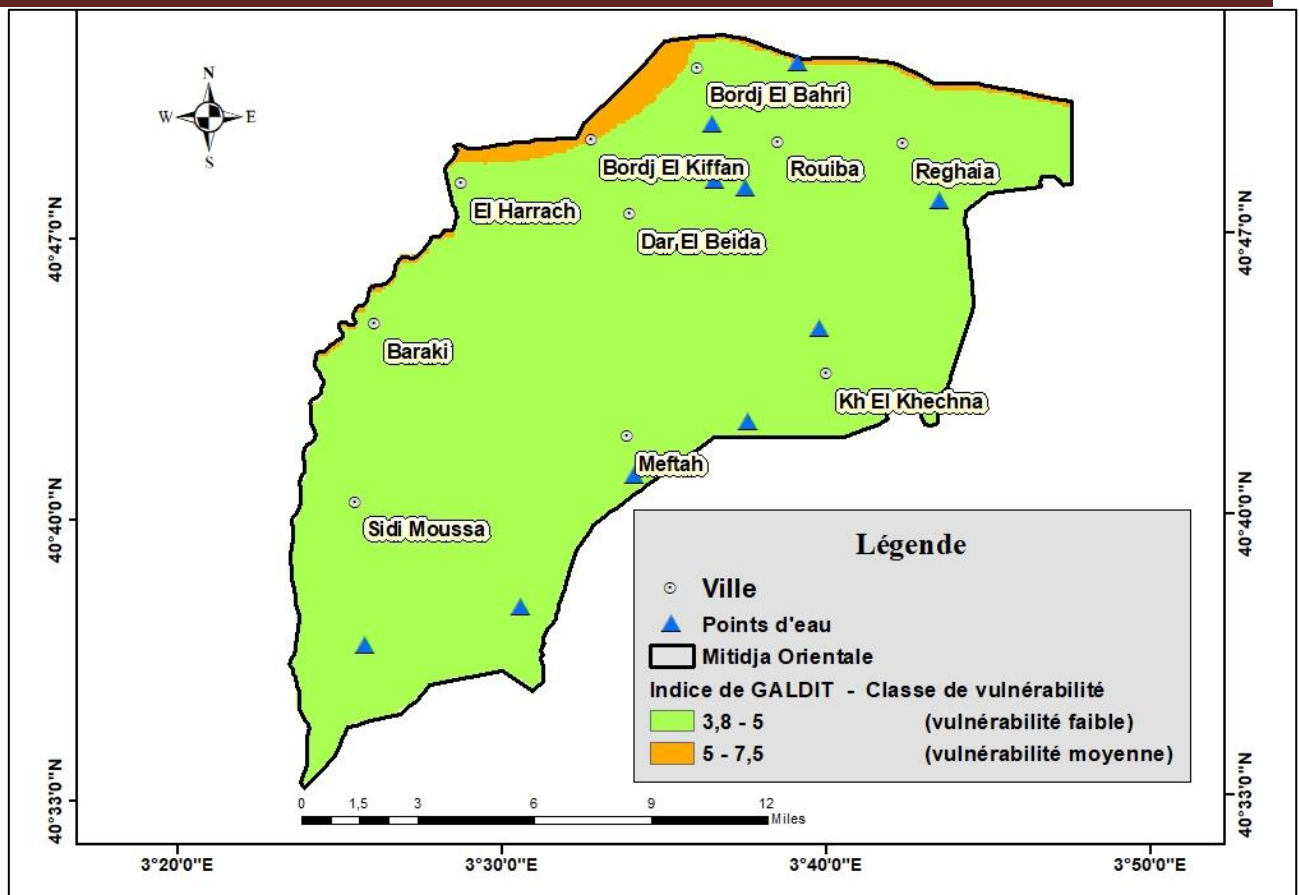 N
W E
S
Bordj El Bahri
Bordj El Kiffan
Rouiba
Reghaia
El Harrach
Dar El Beida
Baraki
Kh El Khechna
Meftah
Sidi Moussa
40°47'0"N
40°47'0"N
40°40'0"N
40°40'0"N
40°33'0"N
40°33'0"N
Légende
Ville
Points d'eau
Mitidja Orientale
Indice de GALDIT - Classe de vulnérabilité
3,8 - 5 (vulnérabilité faible)
5 - 7,5 (vulnérabilité moyenne)
0 1,5 3 6 9 12
Miles
3°20'0"E 3°30'0"E 3°40'0"E 3°50'0"E